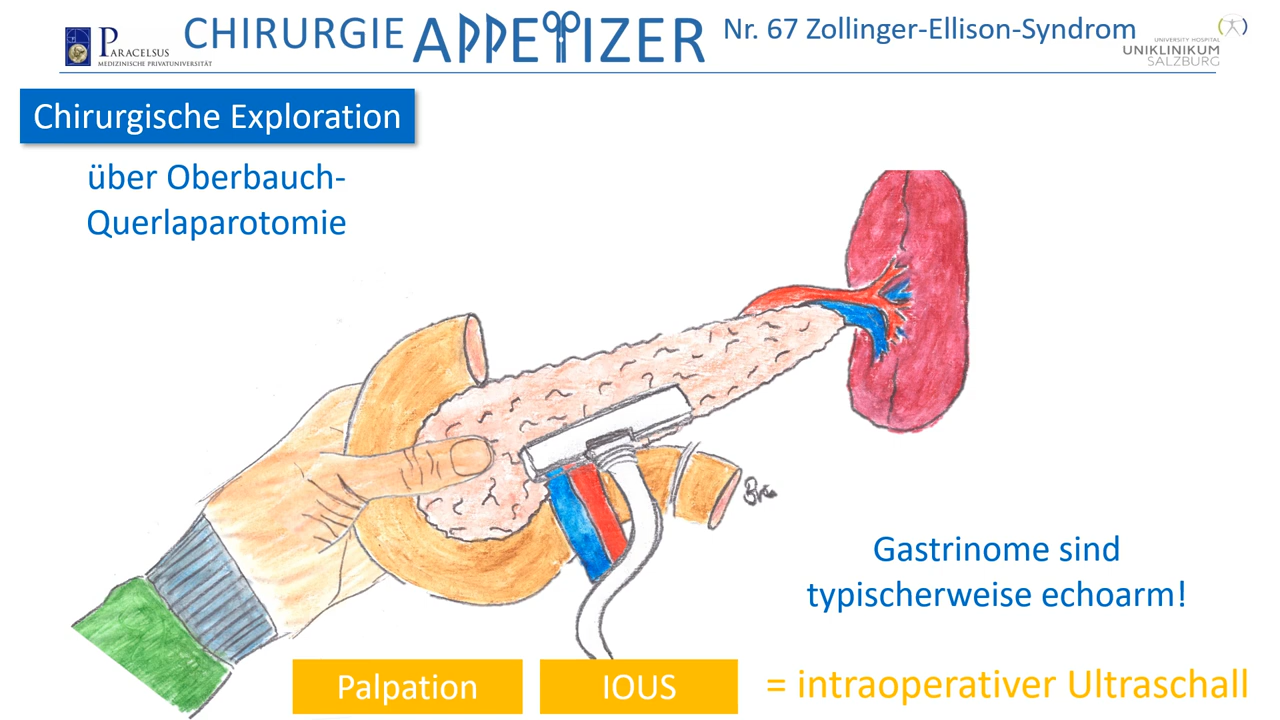 PARACELSUS
MEDIZINISCHE PRIVATUNIVERSITÄT
CHIRURGIE APPETIZER
Nr. 67 Zollinger-Ellison-Syndrom
UNIVERSITY HOSPITAL
UNIKLINIKUM
SALZBURG
Chirurgische Exploration
über Oberbauch-
Querlaparotomie
Gastrinome sind
typischerweise echoarm!
Palpation
IOUS
= intraoperativer Ultraschall